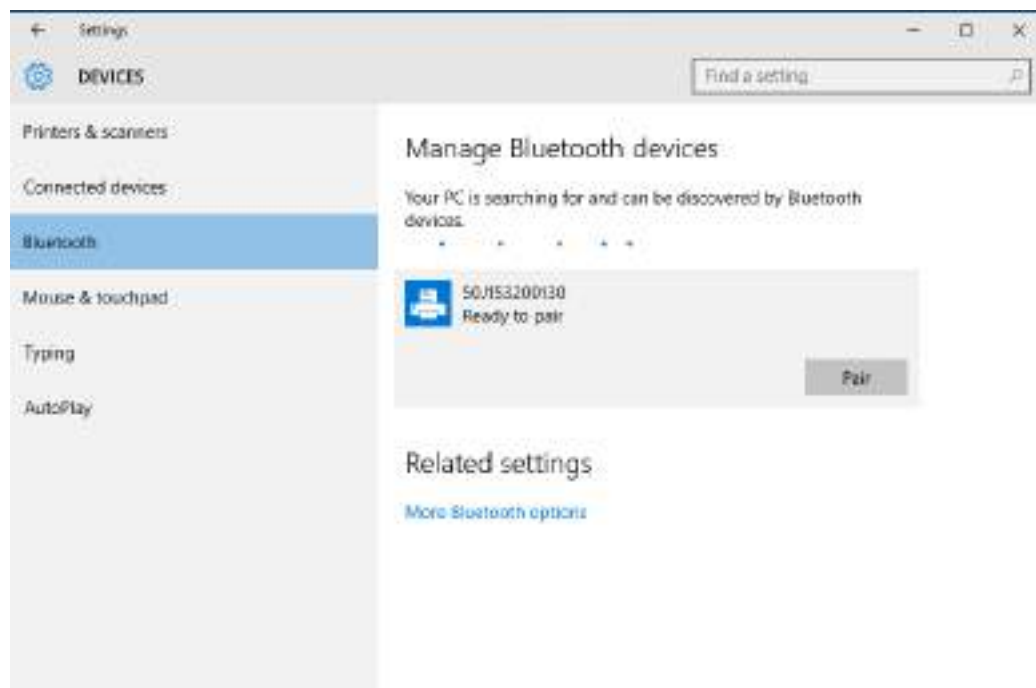 Settings
DEVICES
Find a setting
Printers & scanners
Connected devices
Bluetooth
Mouse & touchpad
Typing
AutoPlay
Manage Bluetooth devices
Your PC is searching for and can be discovered by Bluetooth
devices.
50J153200130
Ready to pair
Pair
Related settings
More Bluetooth options